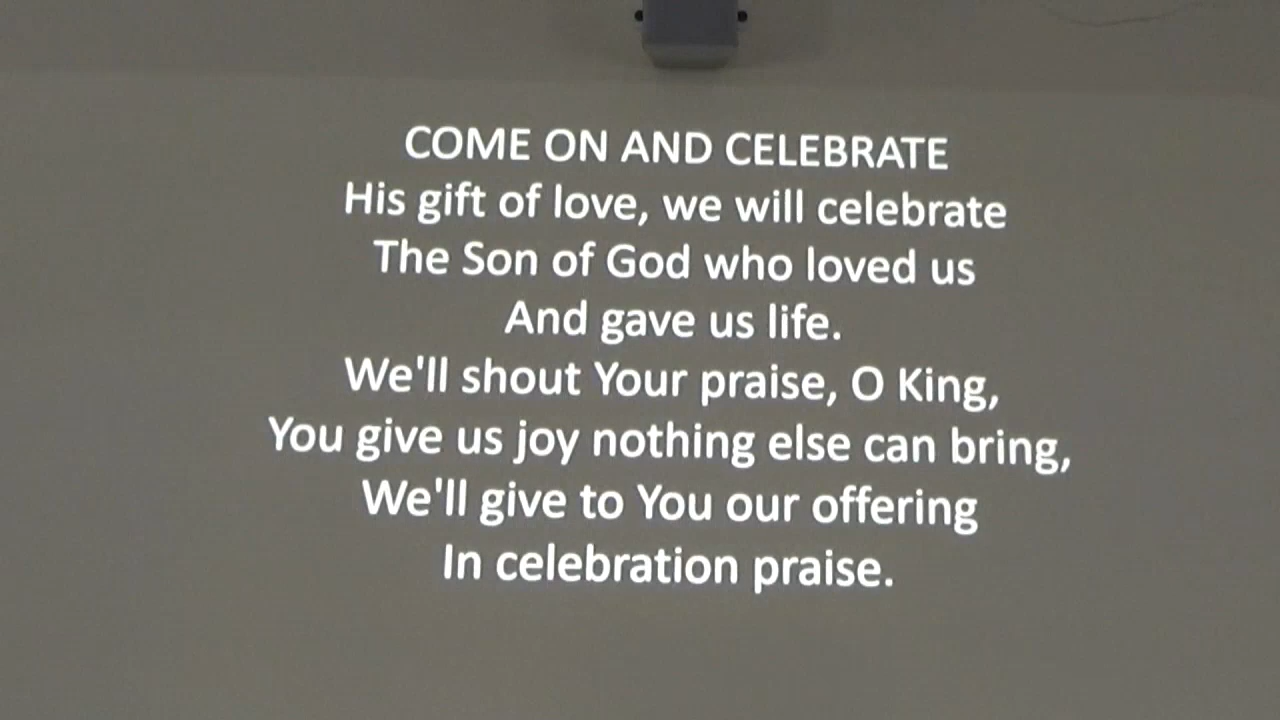 COME ON AND CELEBRATE
His gift of love, we will celebrate
The Son of God who loved us
And gave us life.
We'll shout Your praise, O King,
You give us joy nothing else can bring,
We'll give to You our offering
In celebration praise.